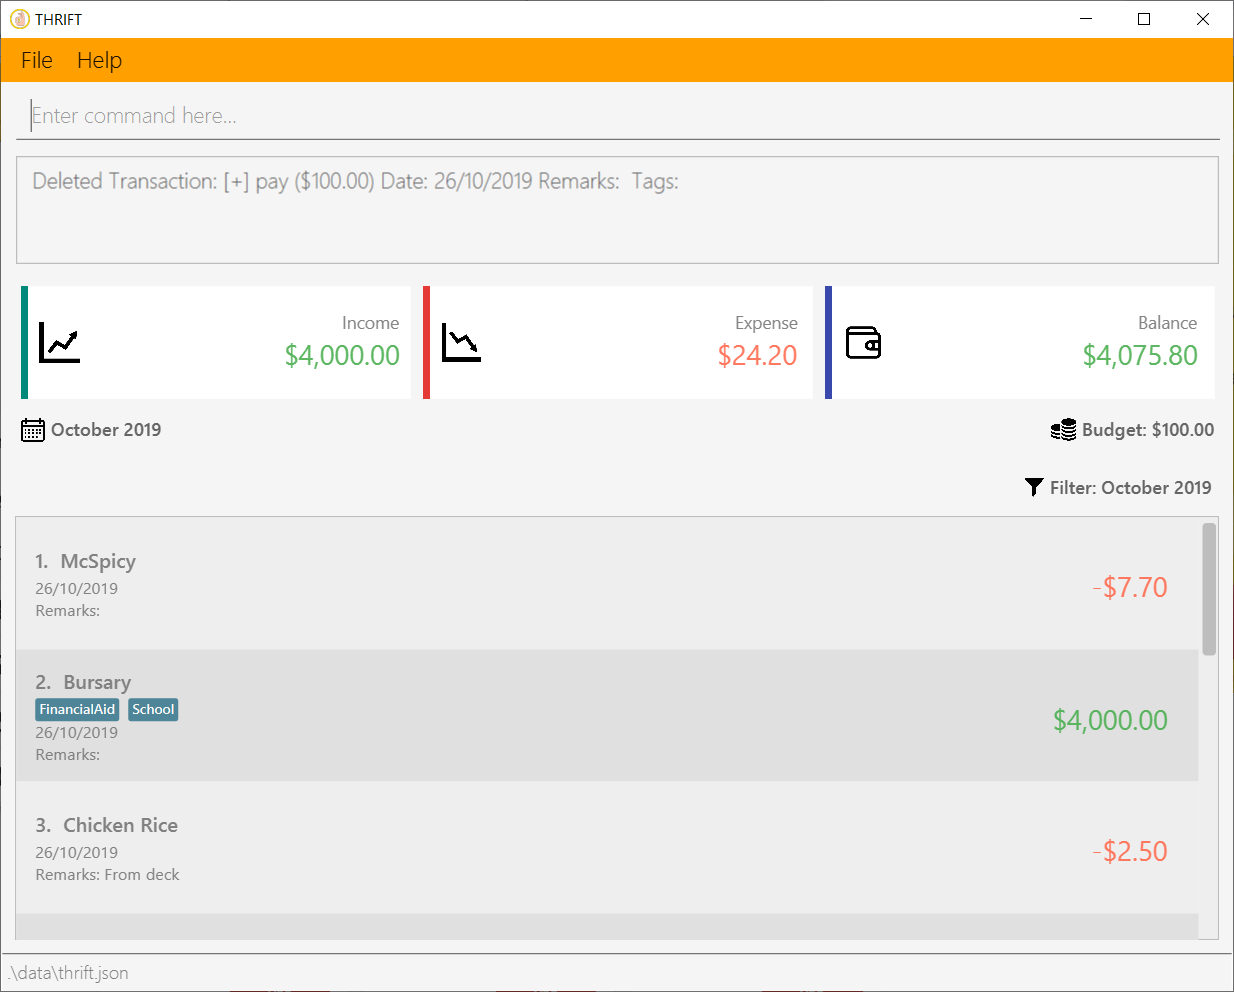 THRIFT
File Help
Enter command here...
Deleted Transaction: [+] pay ($100.00) Date: 26/10/2019 Remarks:  Tags:
Income
$4,000.00
Expense
$24.20
Balance
$4,075.80
October 2019
Budget: $100.00
Filter: October 2019
1. McSpicy
26/10/2019
Remarks:
-$7.70
2. Bursary
FinancialAid School
26/10/2019
Remarks:
$4,000.00
3. Chicken Rice
26/10/2019
Remarks: From deck
-$2.50
.\data\thrift.json